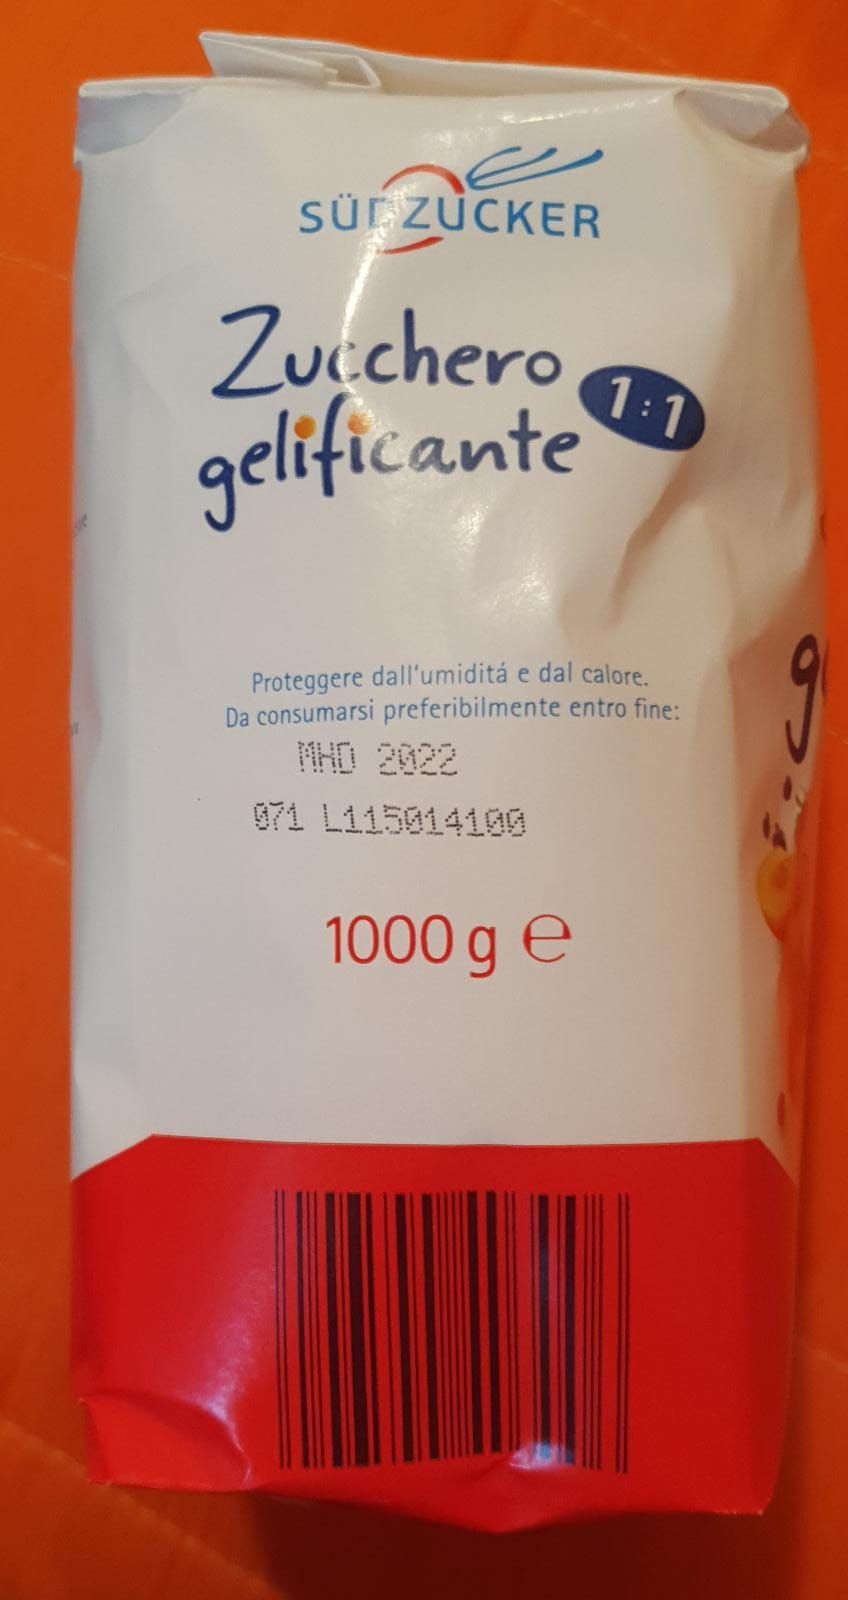 SÜDZUCKER
Zucchero
gelificante
1:1
Proteggere dall'umiditá e dal calore.
Da consumarsi preferibilmente entro fine:
MHD 2022
071 L115014100
1000 g e